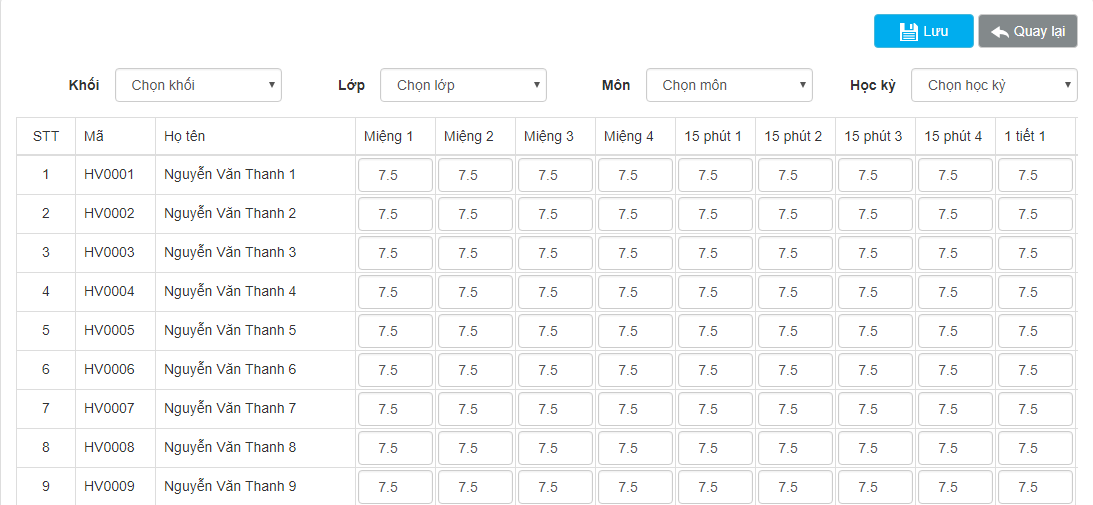 Lưu Quay lại
Khối Chọn khối Lớp Chọn lớp Môn Chọn môn Học kỳ Chọn học kỳ
STT Mã Họ tên Miệng 1 Miệng 2 Miệng 3 Miệng 4 15 phút 1 15 phút 2 15 phút 3 15 phút 4 1 tiết 1
1 HV0001 Nguyễn Văn Thanh 1 7.5 7.5 7.5 7.5 7.5 7.5 7.5 7.5 7.5
2 HV0002 Nguyễn Văn Thanh 2 7.5 7.5 7.5 7.5 7.5 7.5 7.5 7.5 7.5
3 HV0003 Nguyễn Văn Thanh 3 7.5 7.5 7.5 7.5 7.5 7.5 7.5 7.5 7.5
4 HV0004 Nguyễn Văn Thanh 4 7.5 7.5 7.5 7.5 7.5 7.5 7.5 7.5 7.5
5 HV0005 Nguyễn Văn Thanh 5 7.5 7.5 7.5 7.5 7.5 7.5 7.5 7.5 7.5
6 HV0006 Nguyễn Văn Thanh 6 7.5 7.5 7.5 7.5 7.5 7.5 7.5 7.5 7.5
7 HV0007 Nguyễn Văn Thanh 7 7.5 7.5 7.5 7.5 7.5 7.5 7.5 7.5 7.5
8 HV0008 Nguyễn Văn Thanh 8 7.5 7.5 7.5 7.5 7.5 7.5 7.5 7.5 7.5
9 HV0009 Nguyễn Văn Thanh 9 7.5 7.5 7.5 7.5 7.5 7.5 7.5 7.5 7.5